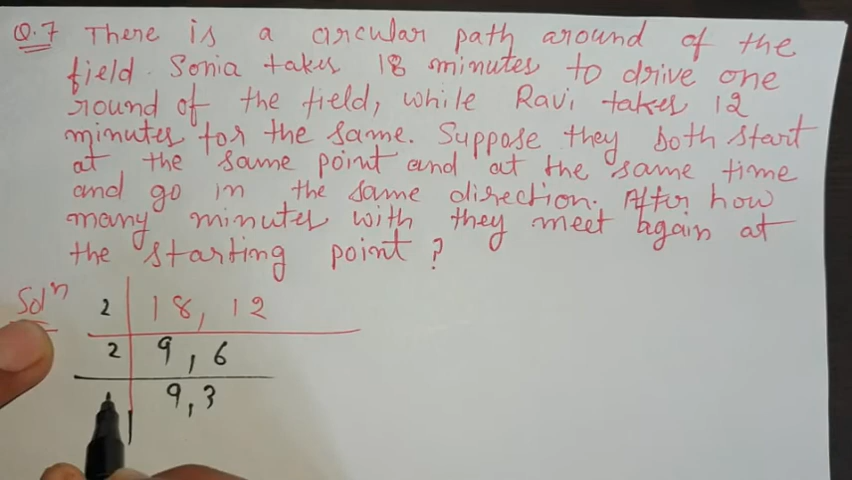 Q.7 There is a circular path around of the
field. Sonia takes 18 minutes to drive one
round of the field, while Ravi takes 12
minutes for the same. Suppose they both start
at the same point and at the same time
and go in the same direction. After how
many minutes with they meet again at
the starting point ?
Solⁿ
2 | 18, 12
2 | 9, 6
9, 3